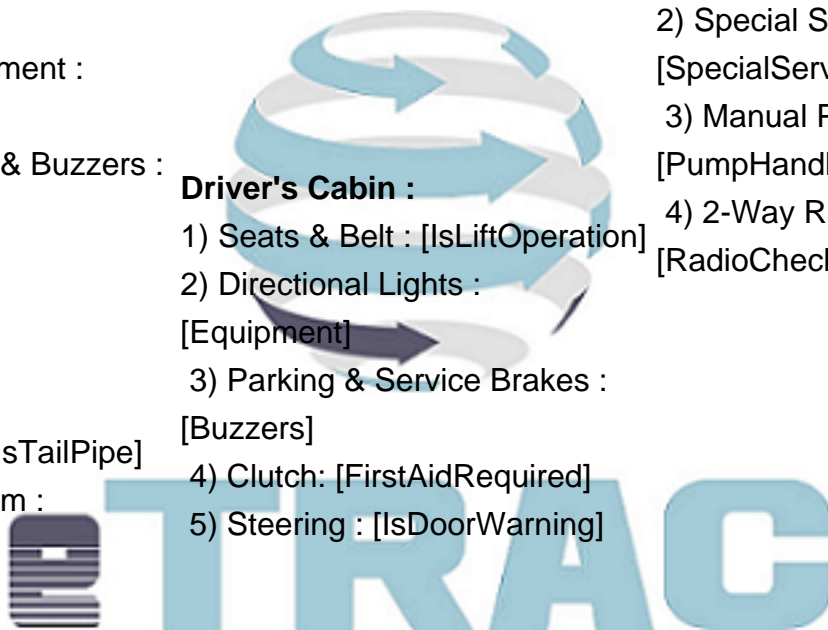 ment :
& Buzzers :
sTailPipe]
m :
Driver's Cabin :
1) Seats & Belt : [IsLiftOperation]
2) Directional Lights :
[Equipment]
3) Parking & Service Brakes :
[Buzzers]
4) Clutch: [FirstAidRequired]
5) Steering : [IsDoorWarning]
2) Special S
[SpecialServ
3) Manual P
[PumpHandl
4) 2-Way R
[RadioCheck
eTRAC